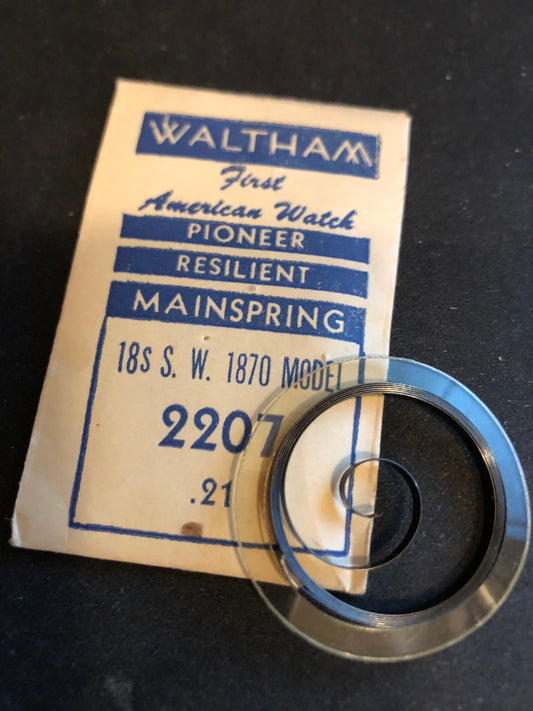 WALTHAM
First
American Watch
PIONEER
RESILIENT
MAINSPRING
18S S. W. 1870 MODEL
2207
.21